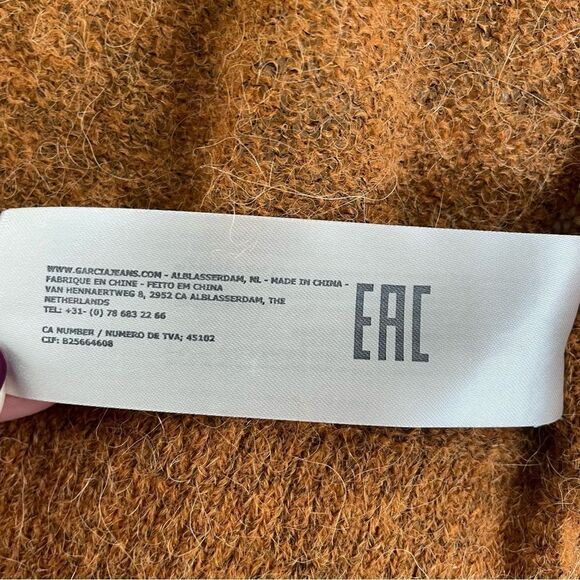 WWW.GARCIAJEANS.COM - ALBLASSERDAM, NL - MADE IN CHINA -
FABRIQUE EN CHINE - FEITO EM CHINA
VAN HENNAERTWEG 8, 2952 CA ALBLASSERDAM, THE
NETHERLANDS
TEL: +31- (0) 78 683 22 66
CA NUMBER / NUMERO DE TVA; 45102
CIF: B25664608
EAC